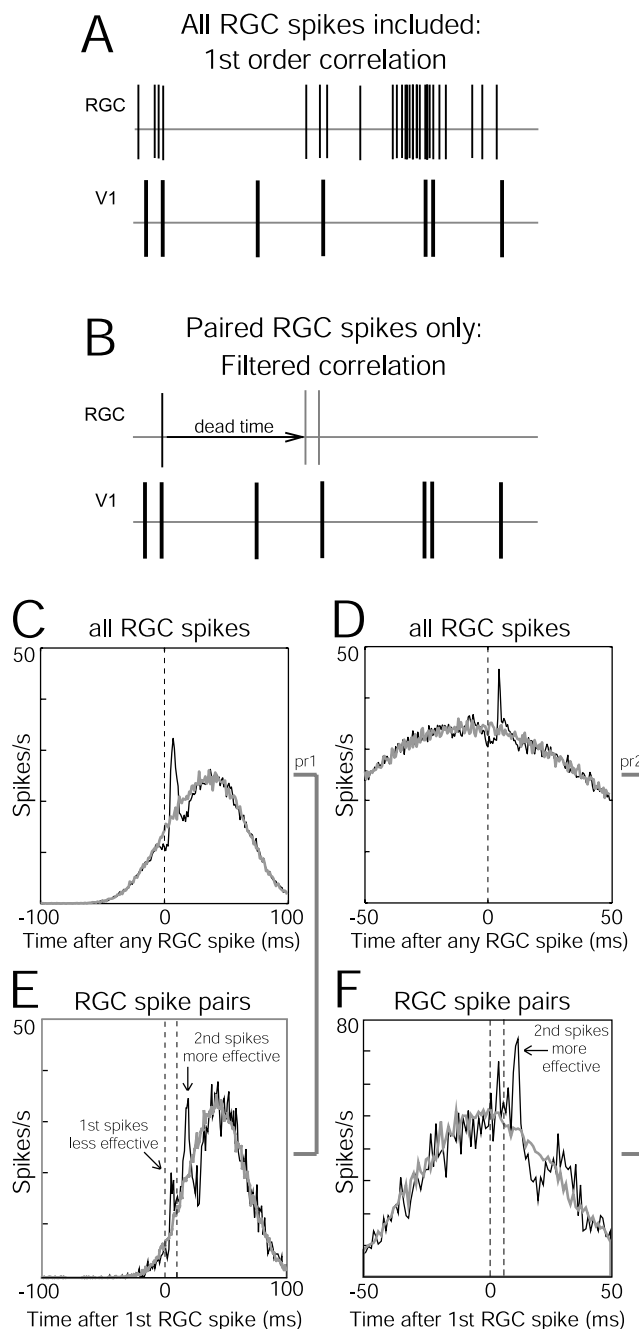 A
All RGC spikes included:
1st order correlation
RGC
V1
B
Paired RGC spikes only:
Filtered correlation
RGC
dead time
V1
C
all RGC spikes
50
Spikes/s
pr1
-100
0
100
Time after any RGC spike (ms)
D
all RGC spikes
50
Spikes/s
pr2
-50
0
50
Time after any RGC spike (ms)
E
RGC spike pairs
50
Spikes/s
2nd spikes
more effective
1st spikes
less effective
-100
0
100
Time after 1st RGC spike (ms)
F
RGC spike pairs
80
Spikes/s
2nd spikes
more
effective
-50
0
50
Time after 1st RGC spike (ms)